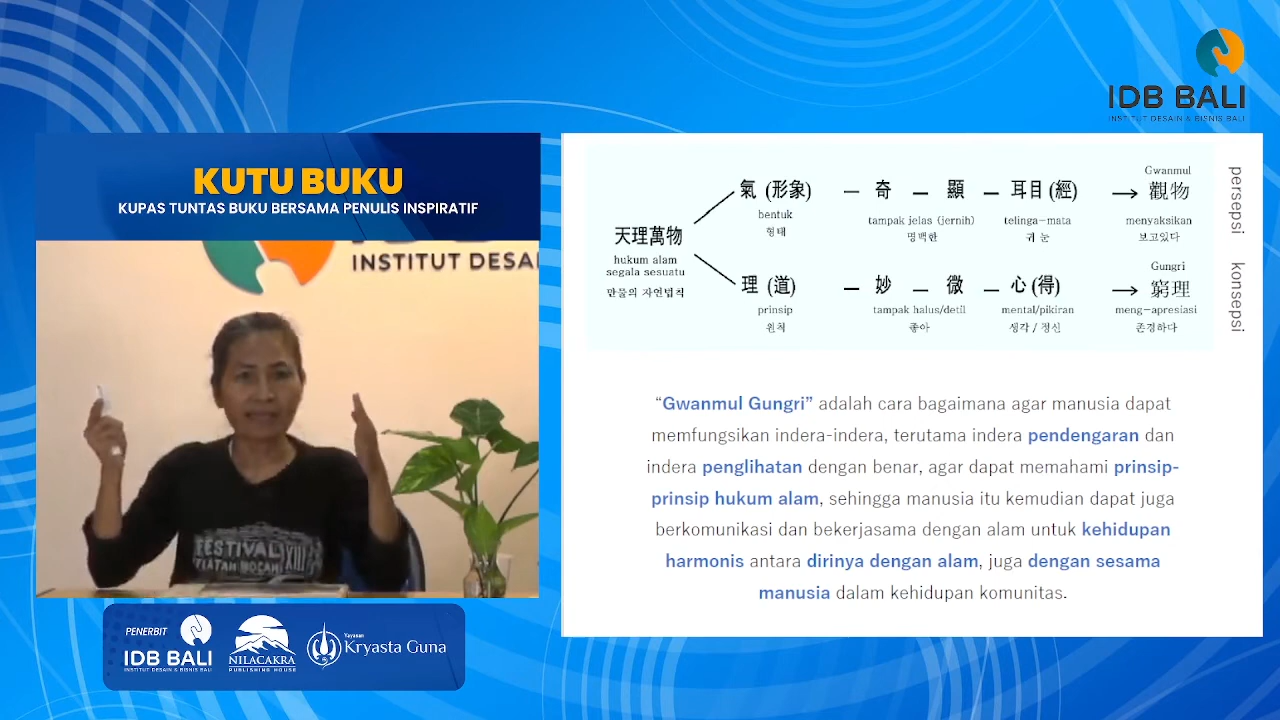 IDB BALI
INSTITUT DESAIN & BISNIS BALI
KUTU BUKU
KUPAS TUNTAS BUKU BERSAMA PENULIS INSPIRATIF
INSTITUT DESAI
FESTIVAL XIII
PENERBIT
IDB BALI
INSTITUT DESAIN & BISNIS BALI
NILACAKRA
PUBLISHING HOUSE
Yayasan
Kryasta Guna
天理萬物
hukum alam
segala sesuatu
만물의 자연법칙
氣 (形象) — 奇 — 顯 — 耳目 (經) → Gwanmul 觀物
bentuk tampak jelas (jernih) telinga-mata menyaksikan
형태 명백한 귀 눈 보고있다
理 (道) — 妙 — 微 — 心 (得) → Gungri 窮理
prinsip tampak halus/detil mental/pikiran meng-apresiasi
원칙 좋아 생각 / 정신 존경하다
persepsi
konsepsi
“Gwanmul Gungri” adalah cara bagaimana agar manusia dapat
memfungsikan indera-indera, terutama indera pendengaran dan
indera penglihatan dengan benar, agar dapat memahami prinsip-
prinsip hukum alam, sehingga manusia itu kemudian dapat juga
berkomunikasi dan bekerjasama dengan alam untuk kehidupan
harmonis antara dirinya dengan alam, juga dengan sesama
manusia dalam kehidupan komunitas.